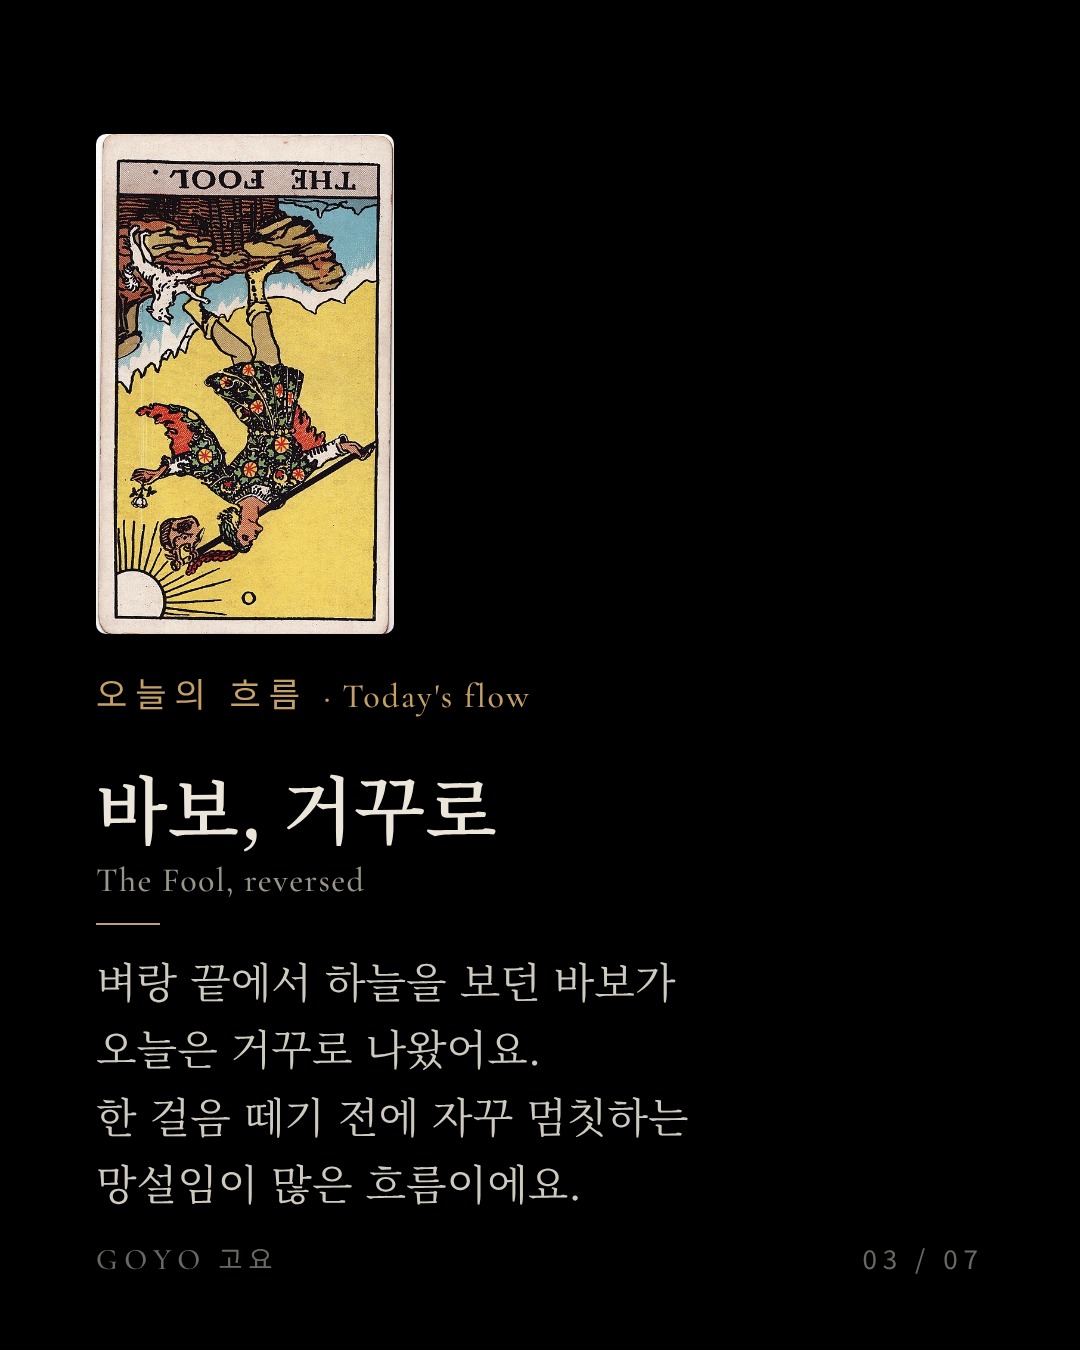 THE FOOL.
0
오늘의 흐름 · Today's flow
바보, 거꾸로
The Fool, reversed
벼랑 끝에서 하늘을 보던 바보가
오늘은 거꾸로 나왔어요.
한 걸음 떼기 전에 자꾸 멈칫하는
망설임이 많은 흐름이에요.
GOYO 고요
03 / 07